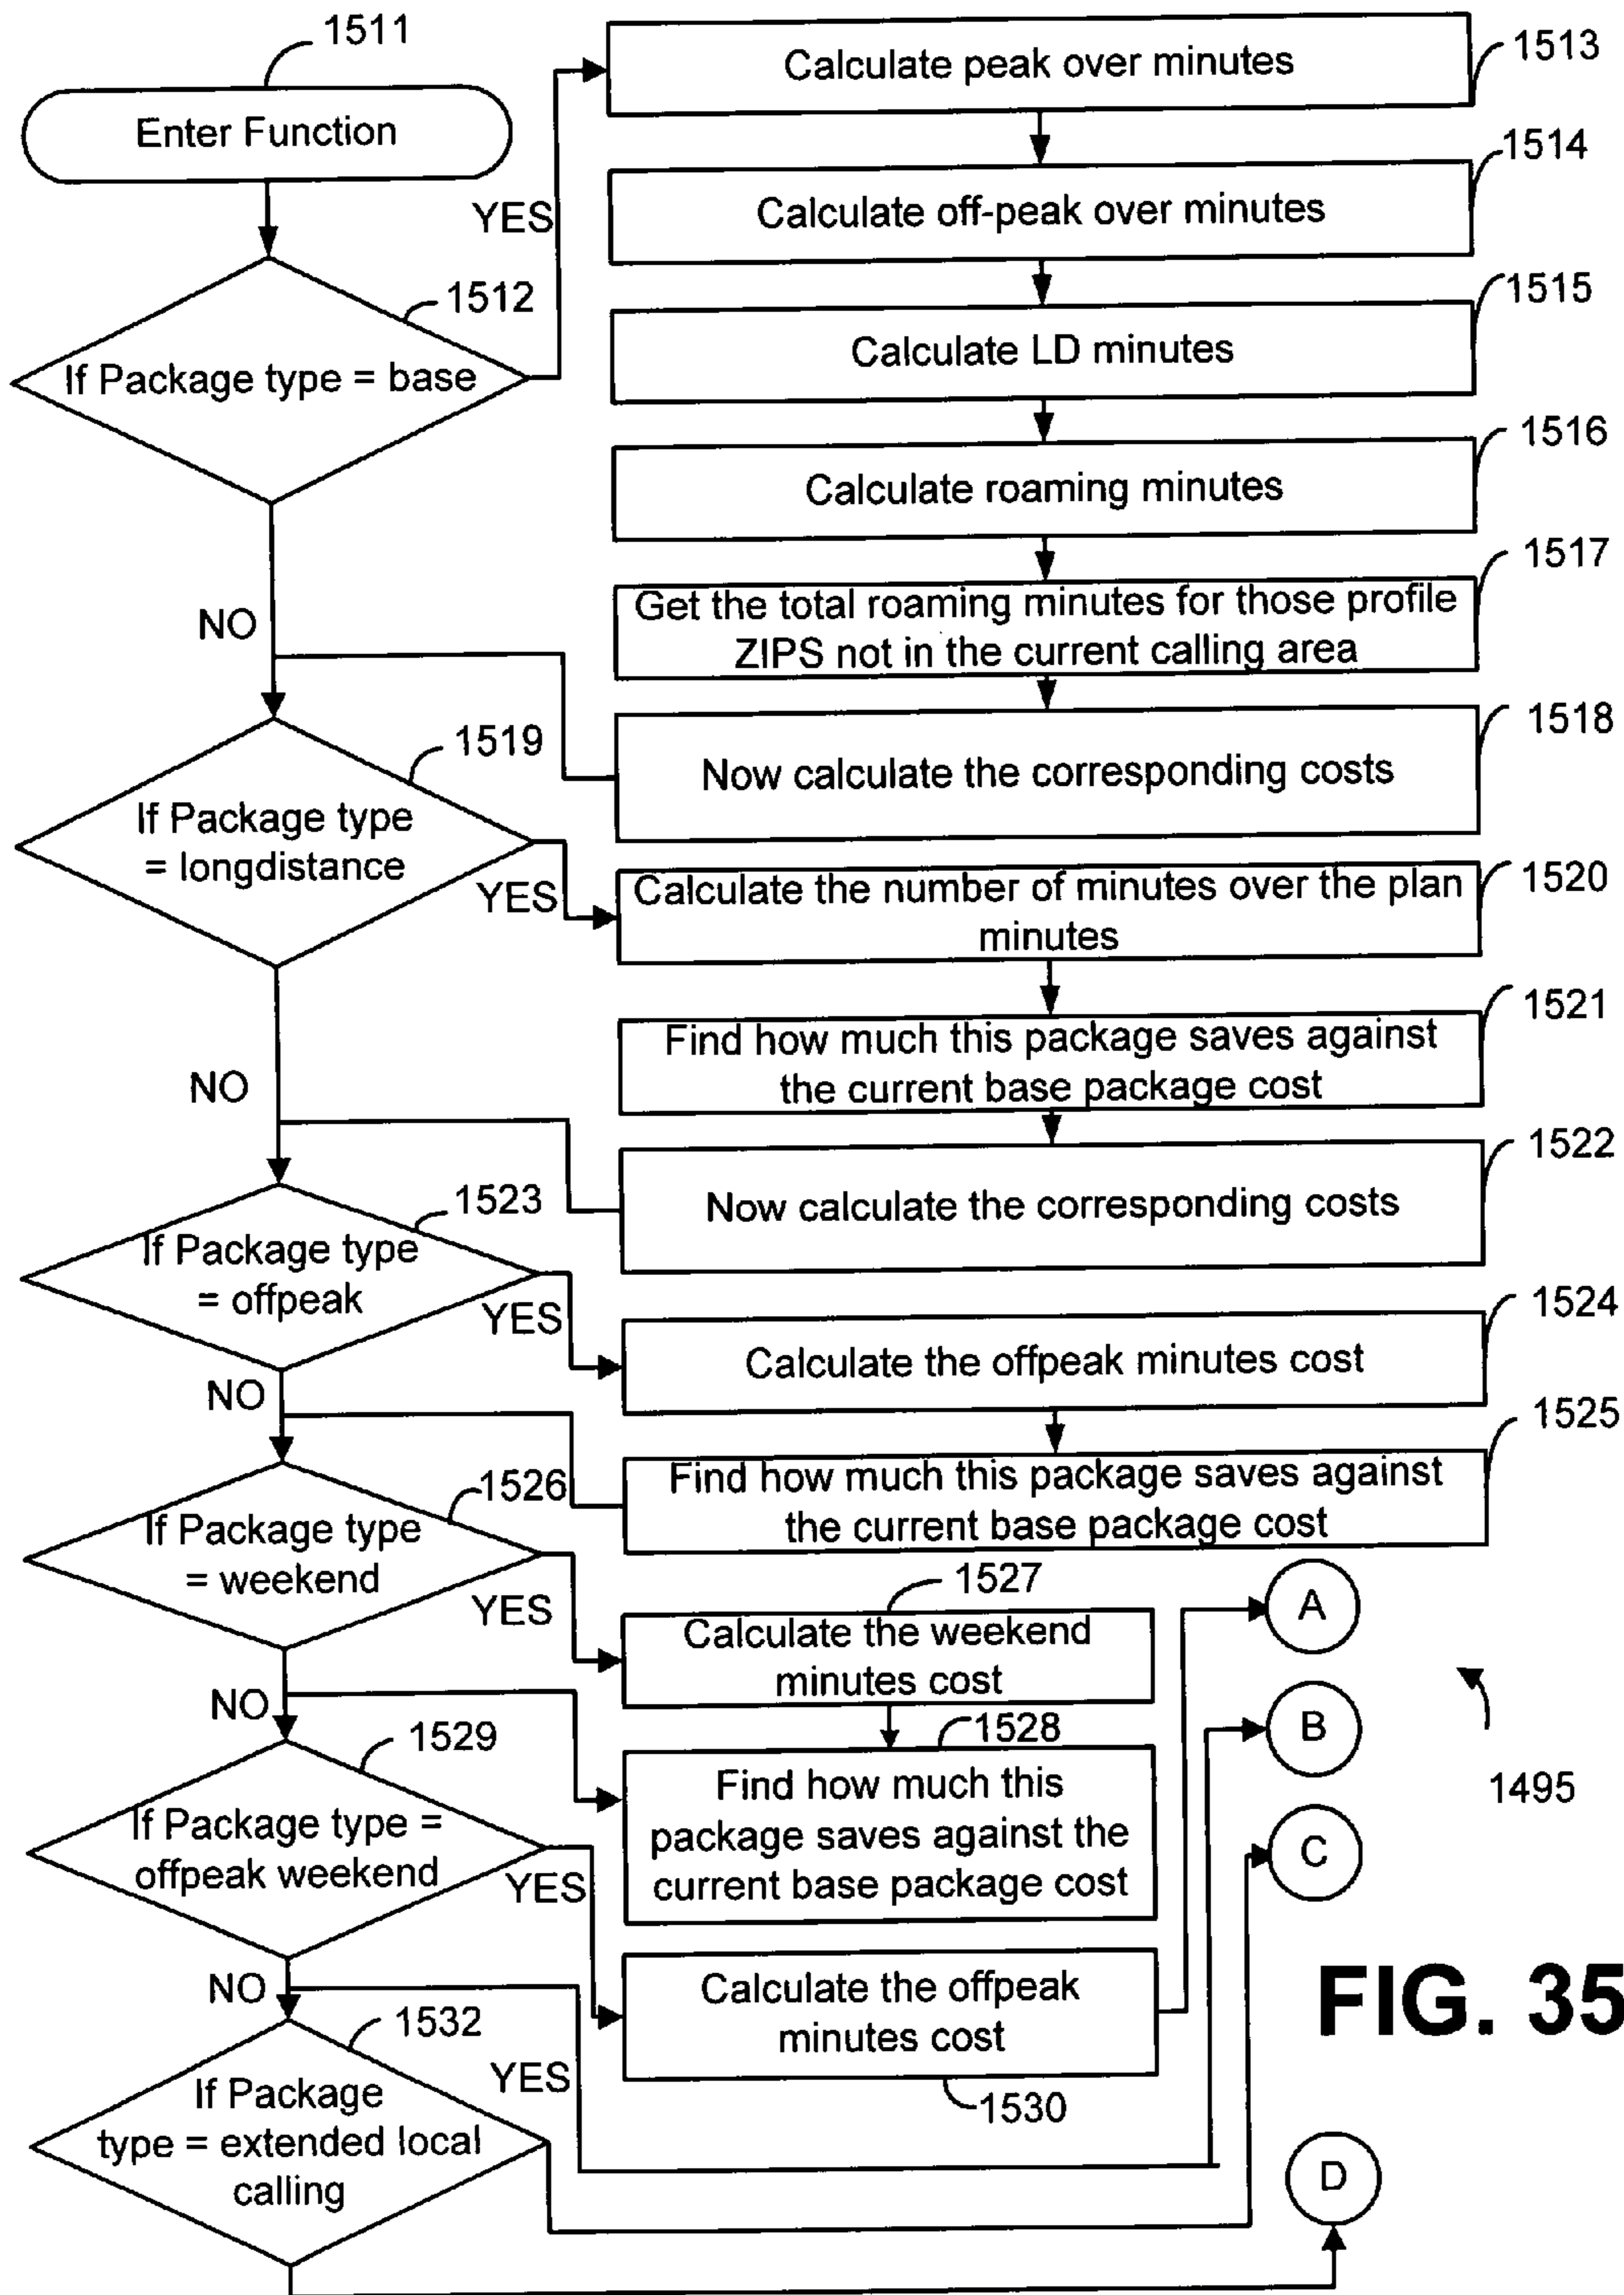 1511
Enter Function
1512
If Package type = base
YES
NO
Calculate peak over minutes
1513
Calculate off-peak over minutes
1514
Calculate LD minutes
1515
Calculate roaming minutes
1516
Get the total roaming minutes for those profile
ZIPS not in the current calling area
1517
Now calculate the corresponding costs
1518
1519
If Package type
= longdistance
YES
NO
Calculate the number of minutes over the plan
minutes
1520
Find how much this package saves against
the current base package cost
1521
Now calculate the corresponding costs
1522
1523
If Package type
= offpeak
YES
NO
Calculate the offpeak minutes cost
1524
Find how much this package saves against
the current base package cost
1525
1526
If Package type
= weekend
YES
NO
1527
Calculate the weekend
minutes cost
1528
Find how much this
package saves against the
current base package cost
1529
If Package type =
offpeak weekend
YES
NO
Calculate the offpeak
minutes cost
1530
1532
If Package
type = extended local
calling
YES
A
B
C
D
1495
FIG. 35